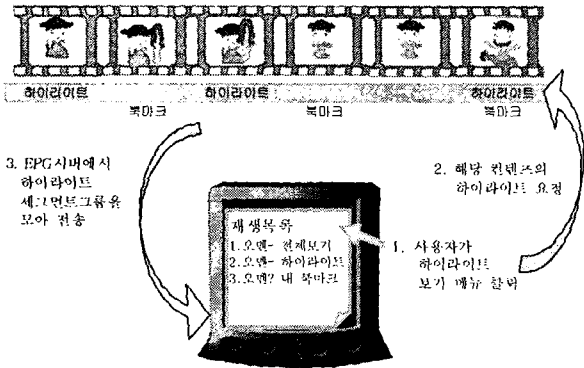 하이라이트 하이라이트 하이라이트
북마크 북마크 북마크
3. EPG서버에서
하이라이트
세그먼트그룹을
모아 전송
2. 해당 컨텐츠의
하이라이트 요청
재생목록
1.오멘- 전체보기
2.오멘- 하이라이트
3.오멘? 내 북마크
1. 사용자가
하이라이트
보기 메뉴 클릭